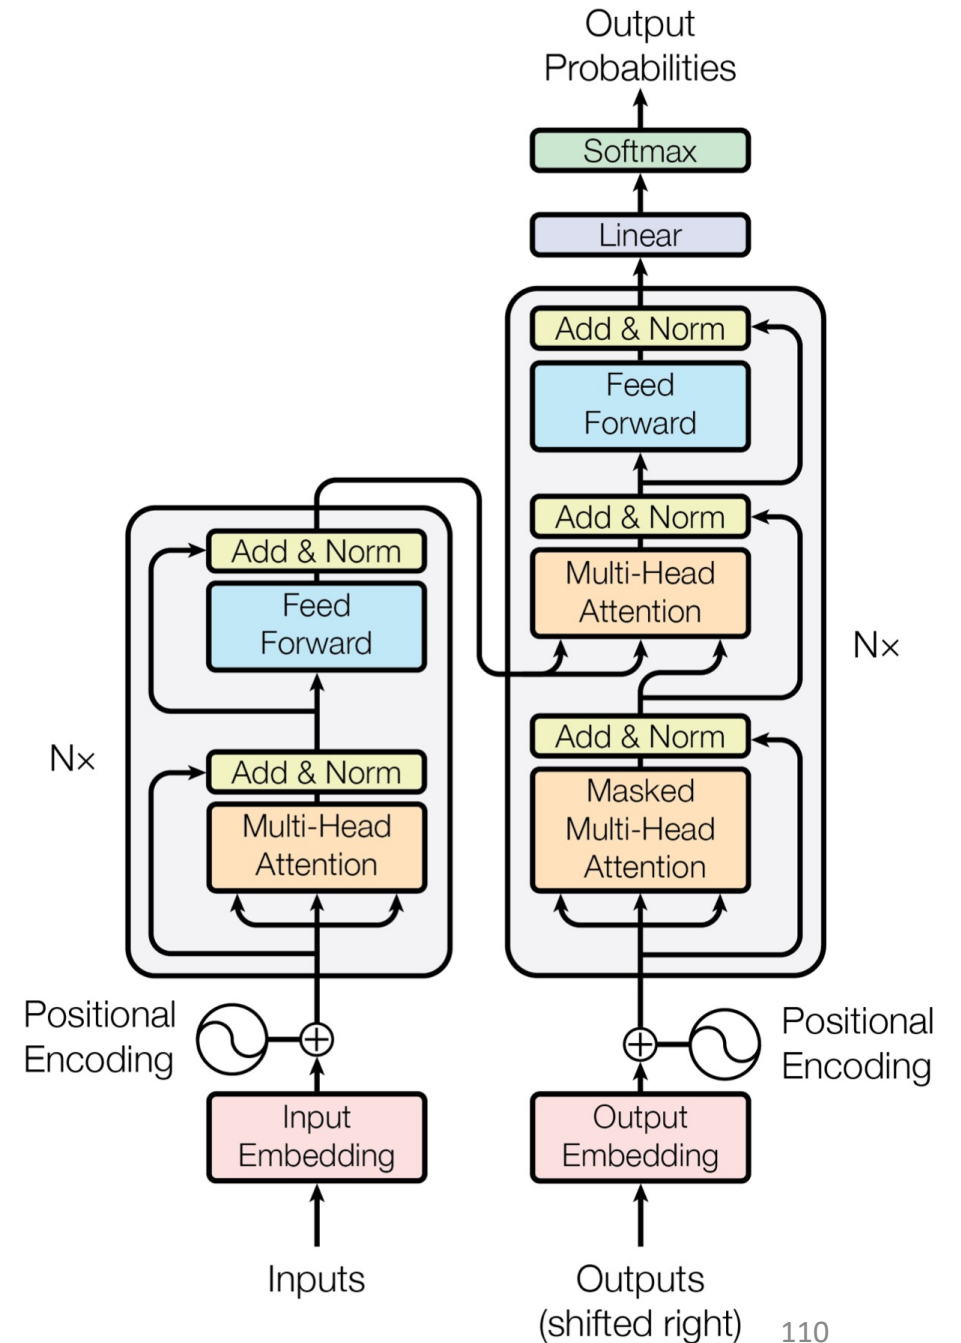 Output
Probabilities
Softmax
Linear
Add & Norm
Feed
Forward
Add & Norm
Multi-Head
Attention
Add & Norm
Masked
Multi-Head
Attention
N×
Add & Norm
Feed
Forward
Add & Norm
Multi-Head
Attention
N×
Positional
Encoding
Positional
Encoding
Input
Embedding
Output
Embedding
Inputs
Outputs
(shifted right)
110